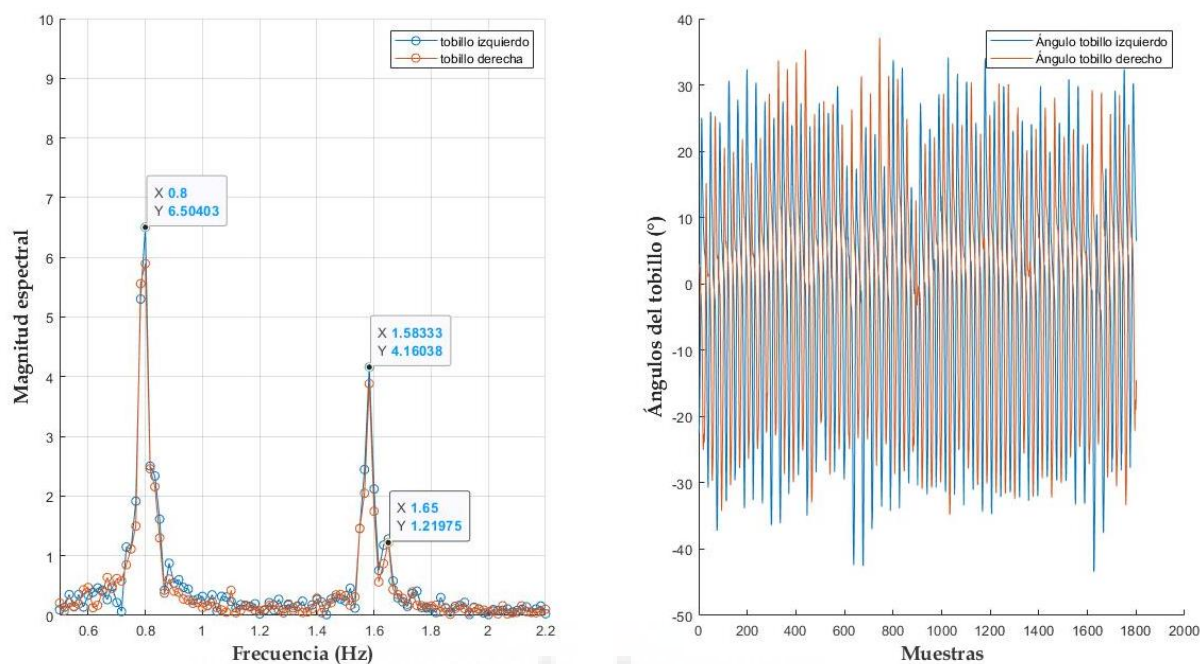 10
9
8
7
6
5
4
3
2
1
0
0.6
0.8
1
1.2
1.4
1.6
1.8
2
2.2
Magnitud espectral
Frecuencia (Hz)
tobillo izquierdo
tobillo derecha
X 0.8
Y 6.50403
X 1.58333
Y 4.16038
X 1.65
Y 1.21975
40
30
20
10
0
-10
-20
-30
-40
-50
0
200
400
600
800
1000
1200
1400
1600
1800
2000
Ángulos del tobillo (°)
Muestras
Ángulo tobillo izquierdo
Ángulo tobillo derecho